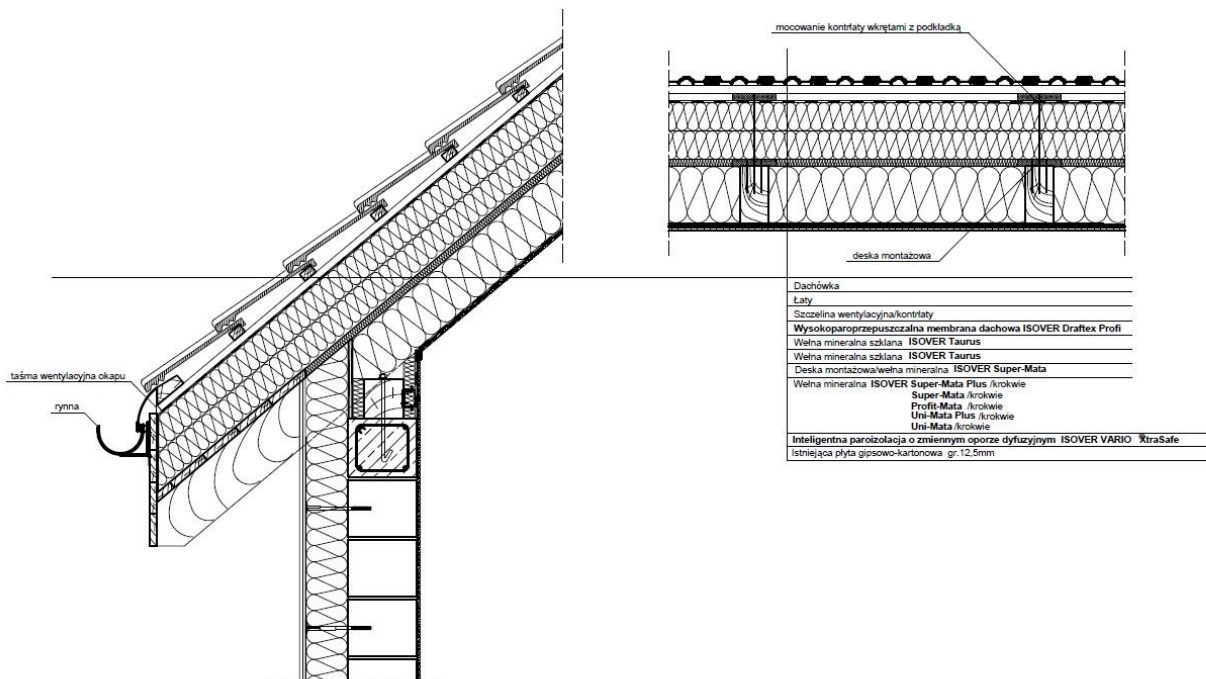 mocowanie kontrłaty wkrętami z podkładką
deska montażowa
taśma wentylacyjna okapu
rynna
Dachówka
Łaty
Szczelina wentylacyjna/kontrłaty
Wysokoparoprzepuszczalna membrana dachowa ISOVER Draftex Profi
Wełna mineralna szklana ISOVER Taurus
Wełna mineralna szklana ISOVER Taurus
Deska montażowa/wełna mineralna ISOVER Super-Mata
Wełna mineralna ISOVER Super-Mata Plus /krokwie
Super-Mata /krokwie
Profit-Mata /krokwie
Uni-Mata Plus /krokwie
Uni-Mata /krokwie
Inteligentna paroizolacja o zmiennym oporze dyfuzyjnym ISOVER VARIO ® XtraSafe
Istniejąca płyta gipsowo-kartonowa gr.12,5mm